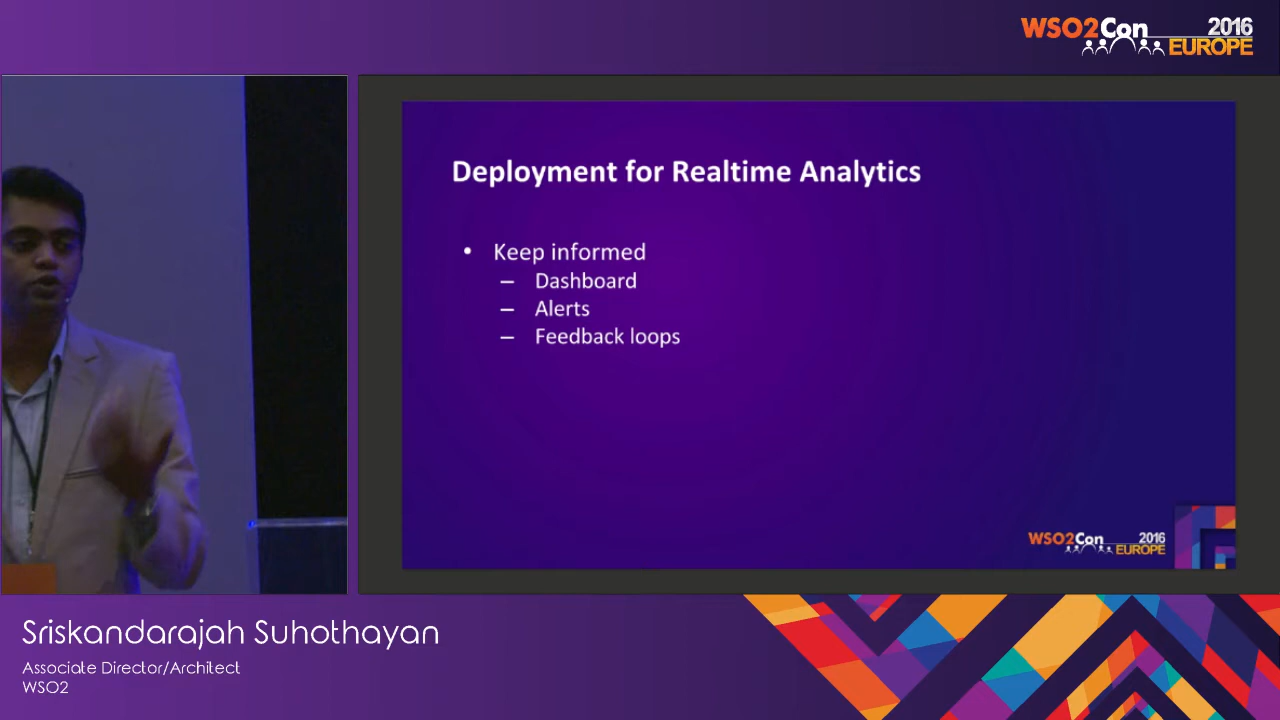 WSO2Con 2016
EUROPE
Deployment for Realtime Analytics
• Keep informed
– Dashboard
– Alerts
– Feedback loops
WSO2Con 2016
EUROPE
Sriskandarajah Suhothayan
Associate Director/Architect
WSO2